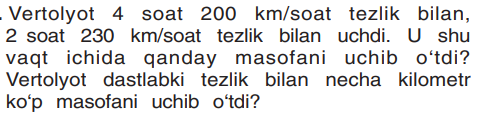 . Vertolyot 4 soat 200 km/soat tezlik bilan,
2 soat 230 km/soat tezlik bilan uchdi. U shu
vaqt ichida qanday masofani uchib o‘tdi?
Vertolyot dastlabki tezlik bilan necha kilometr
ko‘p masofani uchib o‘tdi?